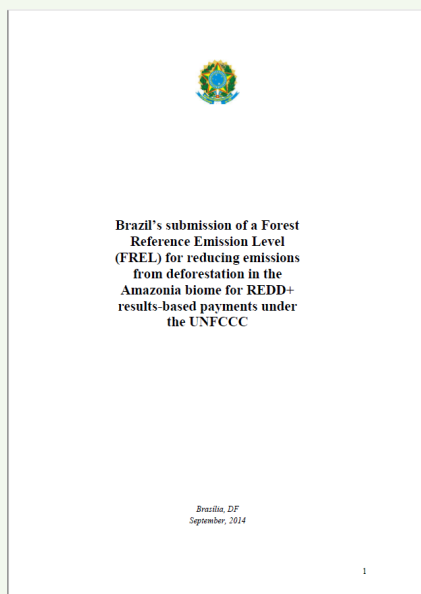 Brazil's submission of a Forest
Reference Emission Level
(FREL) for reducing emissions
from deforestation in the
Amazonia biome for REDD+
results-based payments under
the UNFCCC
Brasília, DF
September, 2014
1